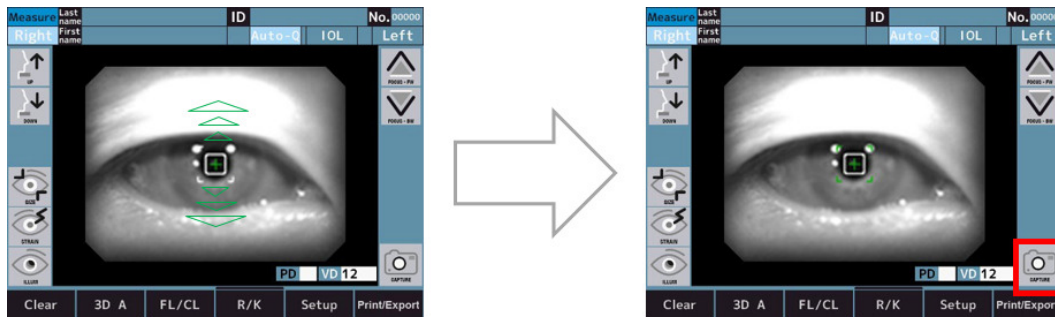 Measure Last name ID No. 00000
Right First name Auto-Q IOL Left
UP
FOCUS - FW
DOWN
FOCUS - BW
SIZE
STRAIN
ILLUM
CAPTURE
PD VD 12
Clear 3D A FL/CL R/K Setup Print/Export
Measure Last name ID No. 00000
Right First name Auto-Q IOL Left
UP
FOCUS - FW
DOWN
FOCUS - BW
SIZE
STRAIN
ILLUM
CAPTURE
PD VD 12
Clear 3D A FL/CL R/K Setup Print/Export